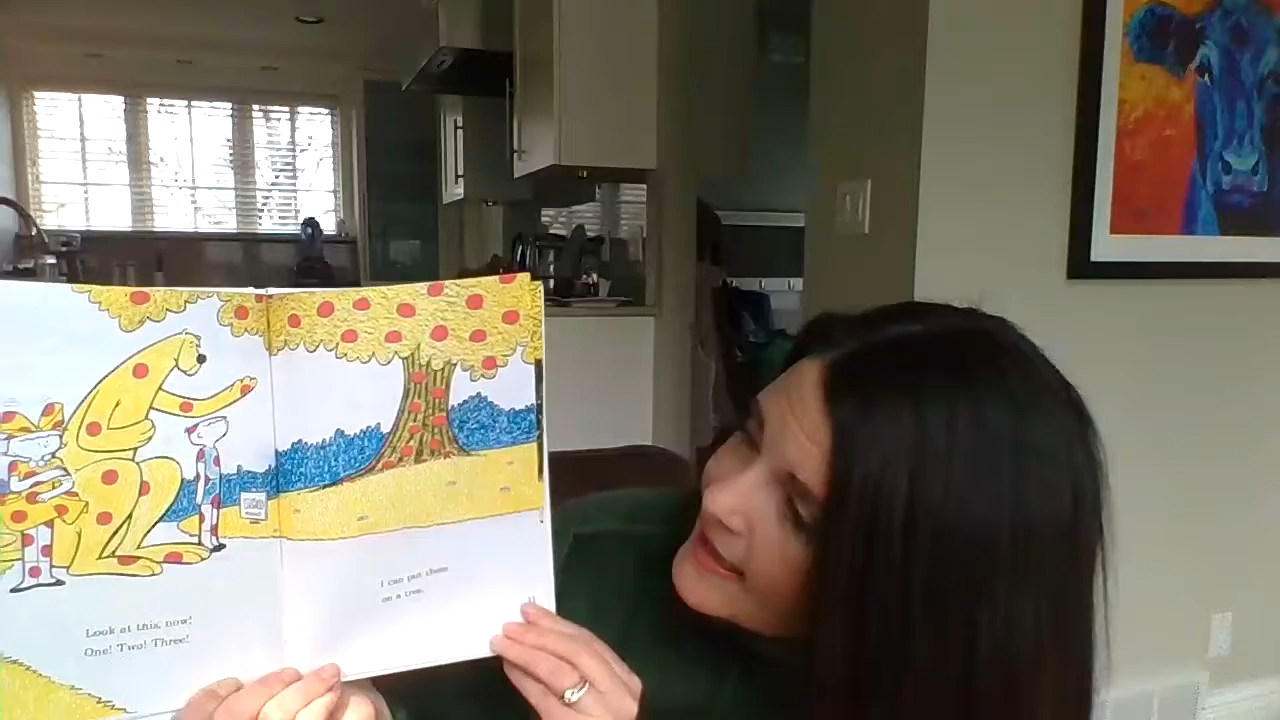 Look at this, now!
One! Two! Three!
I can put them
on a tree.